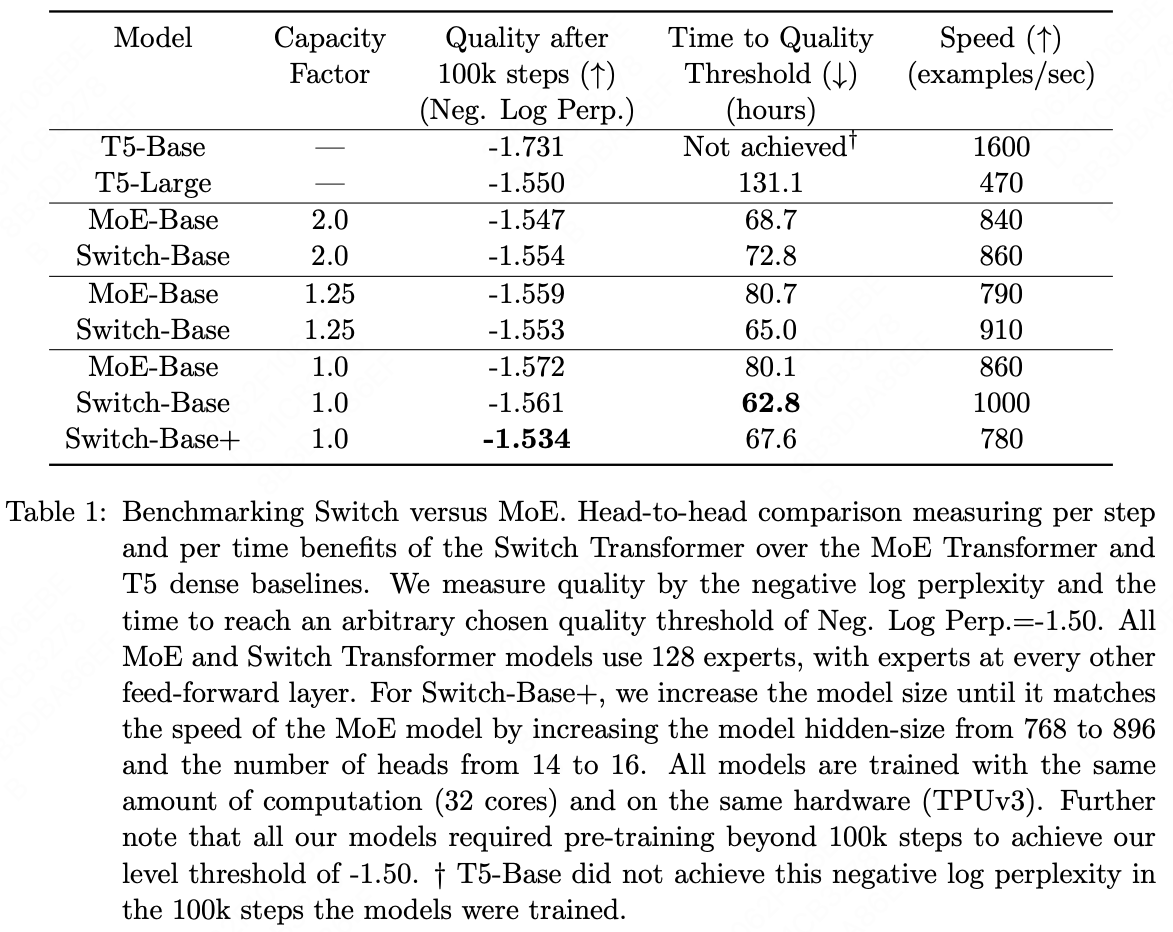 Model Capacity Quality after Time to Quality Speed (↑)
Factor 100k steps (↑) Threshold (↓) (examples/sec)
(Neg. Log Perp.) (hours)
T5-Base — -1.731 Not achieved† 1600
T5-Large — -1.550 131.1 470
MoE-Base 2.0 -1.547 68.7 840
Switch-Base 2.0 -1.554 72.8 860
MoE-Base 1.25 -1.559 80.7 790
Switch-Base 1.25 -1.553 65.0 910
MoE-Base 1.0 -1.572 80.1 860
Switch-Base 1.0 -1.561 62.8 1000
Switch-Base+ 1.0 -1.534 67.6 780
Table 1: Benchmarking Switch versus MoE. Head-to-head comparison measuring per step
and per time benefits of the Switch Transformer over the MoE Transformer and
T5 dense baselines. We measure quality by the negative log perplexity and the
time to reach an arbitrary chosen quality threshold of Neg. Log Perp.=-1.50. All
MoE and Switch Transformer models use 128 experts, with experts at every other
feed-forward layer. For Switch-Base+, we increase the model size until it matches
the speed of the MoE model by increasing the model hidden-size from 768 to 896
and the number of heads from 14 to 16. All models are trained with the same
amount of computation (32 cores) and on the same hardware (TPUv3). Further
note that all our models required pre-training beyond 100k steps to achieve our
level threshold of -1.50. † T5-Base did not achieve this negative log perplexity in
the 100k steps the models were trained.